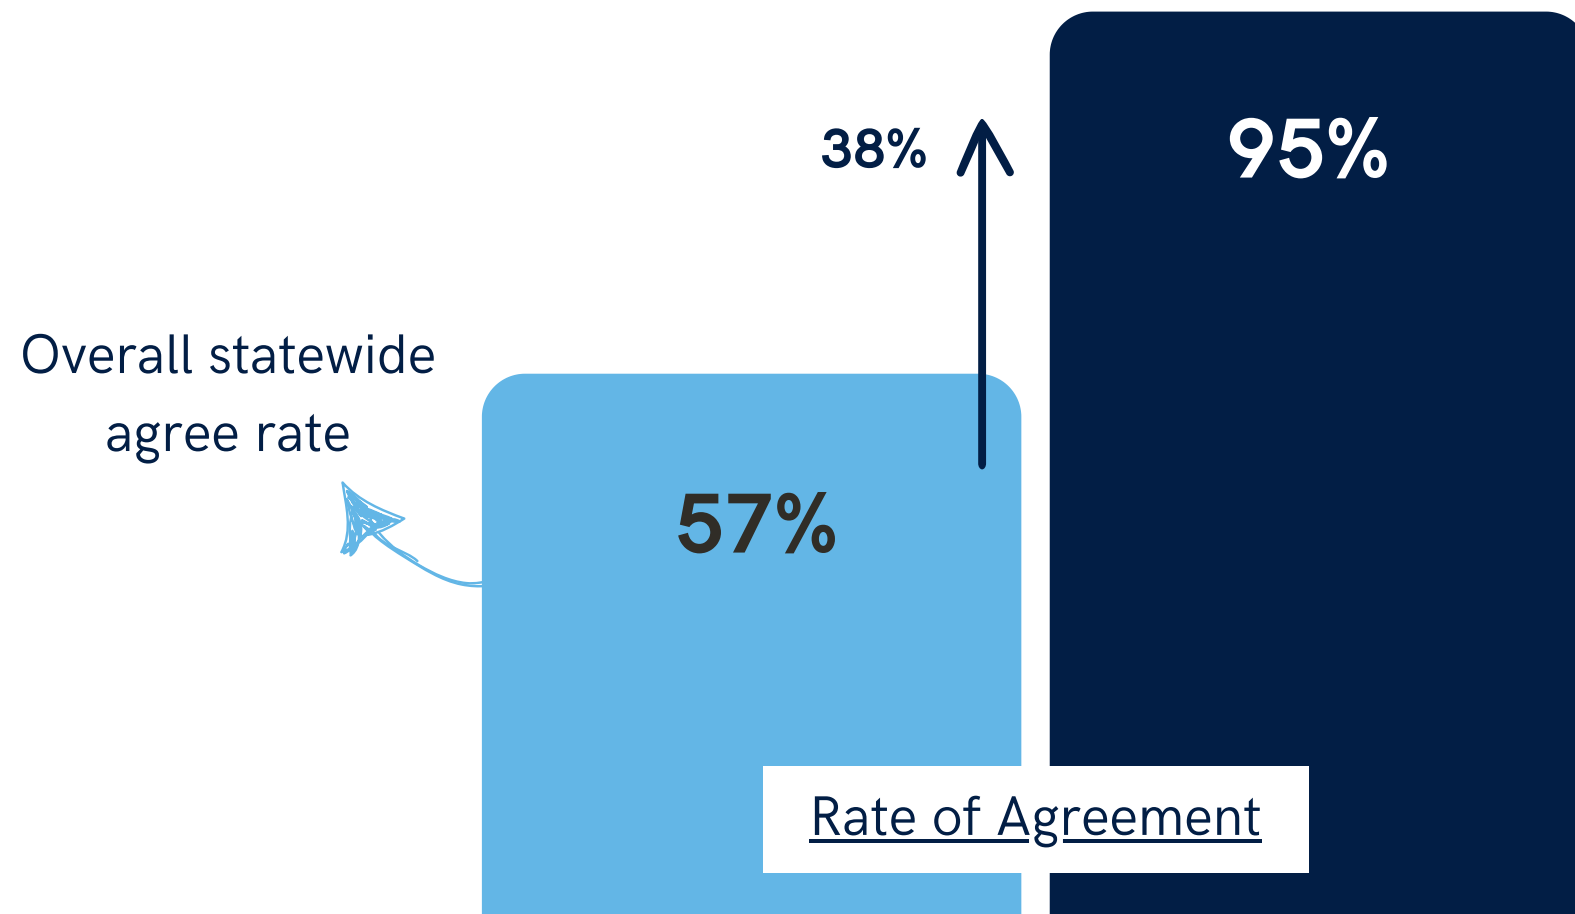 95%
38%
Overall statewide
agree rate
57%
Rate of Agreement